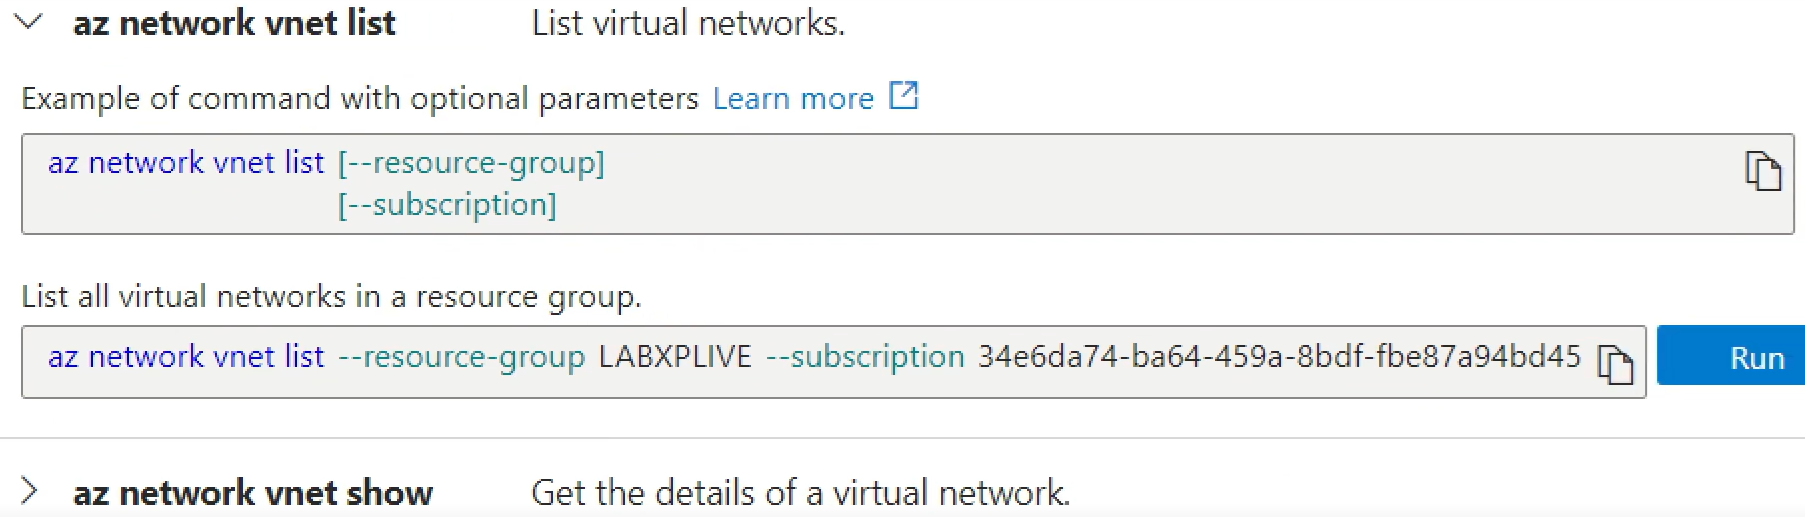 az network vnet list List virtual networks.
Example of command with optional parameters Learn more
az network vnet list [--resource-group]
[--subscription]
List all virtual networks in a resource group.
az network vnet list --resource-group LABXPLIVE --subscription 34e6da74-ba64-459a-8bdf-fbe87a94bd45 Run
az network vnet show Get the details of a virtual network.